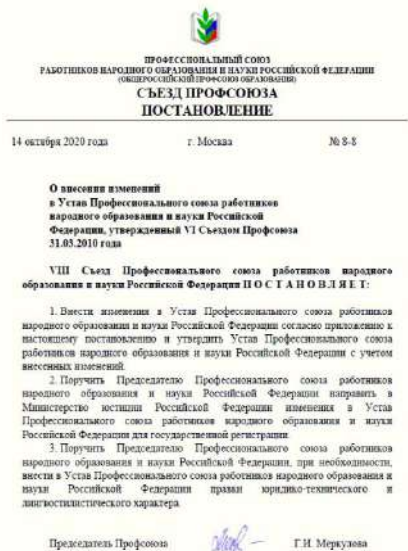 ПРОФЕССИОНАЛЬНЫЙ СОЮЗ
РАБОТНИКОВ НАРОДНОГО ОБРАЗОВАНИЯ И НАУКИ РОССИЙСКОЙ ФЕДЕРАЦИИ
(ОБЩЕРОССИЙСКИЙ ПРОФСОЮЗ ОБРАЗОВАНИЯ)
СЪЕЗД ПРОФСОЮЗА
ПОСТАНОВЛЕНИЕ
14 октября 2020 года г. Москва № 8-8
О внесении изменений
в Устав Профессионального союза работников
народного образования и науки Российской
Федерации, утвержденный VI Съездом Профсоюза
31.03.2010 года
VIII Съезд Профессионального союза работников народного
образования и науки Российской Федерации П О С Т А Н О В Л Я Е Т:
1. Внести изменения в Устав Профессионального союза работников
народного образования и науки Российской Федерации согласно приложению к
настоящему постановлению и утвердить Устав Профессионального союза
работников народного образования и науки Российской Федерации с учетом
внесенных изменений.
2. Поручить Председателю Профессионального союза работников
народного образования и науки Российской Федерации направить в
Министерство юстиции Российской Федерации изменения в Устав
Профессионального союза работников народного образования и науки
Российской Федерации для государственной регистрации.
3. Поручить Председателю Профессионального союза работников
народного образования и науки Российской Федерации, при необходимости,
внести в Устав Профессионального союза работников народного образования и
науки Российской Федерации правки юридико-технического и
лингвостилистического характера.
Председатель Профсоюза Г.И. Меркулова